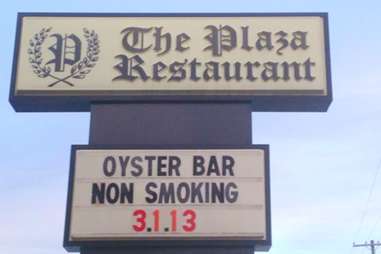 P
The Plaza
Restaurant
OYSTER BAR
NON SMOKING
3.1.13